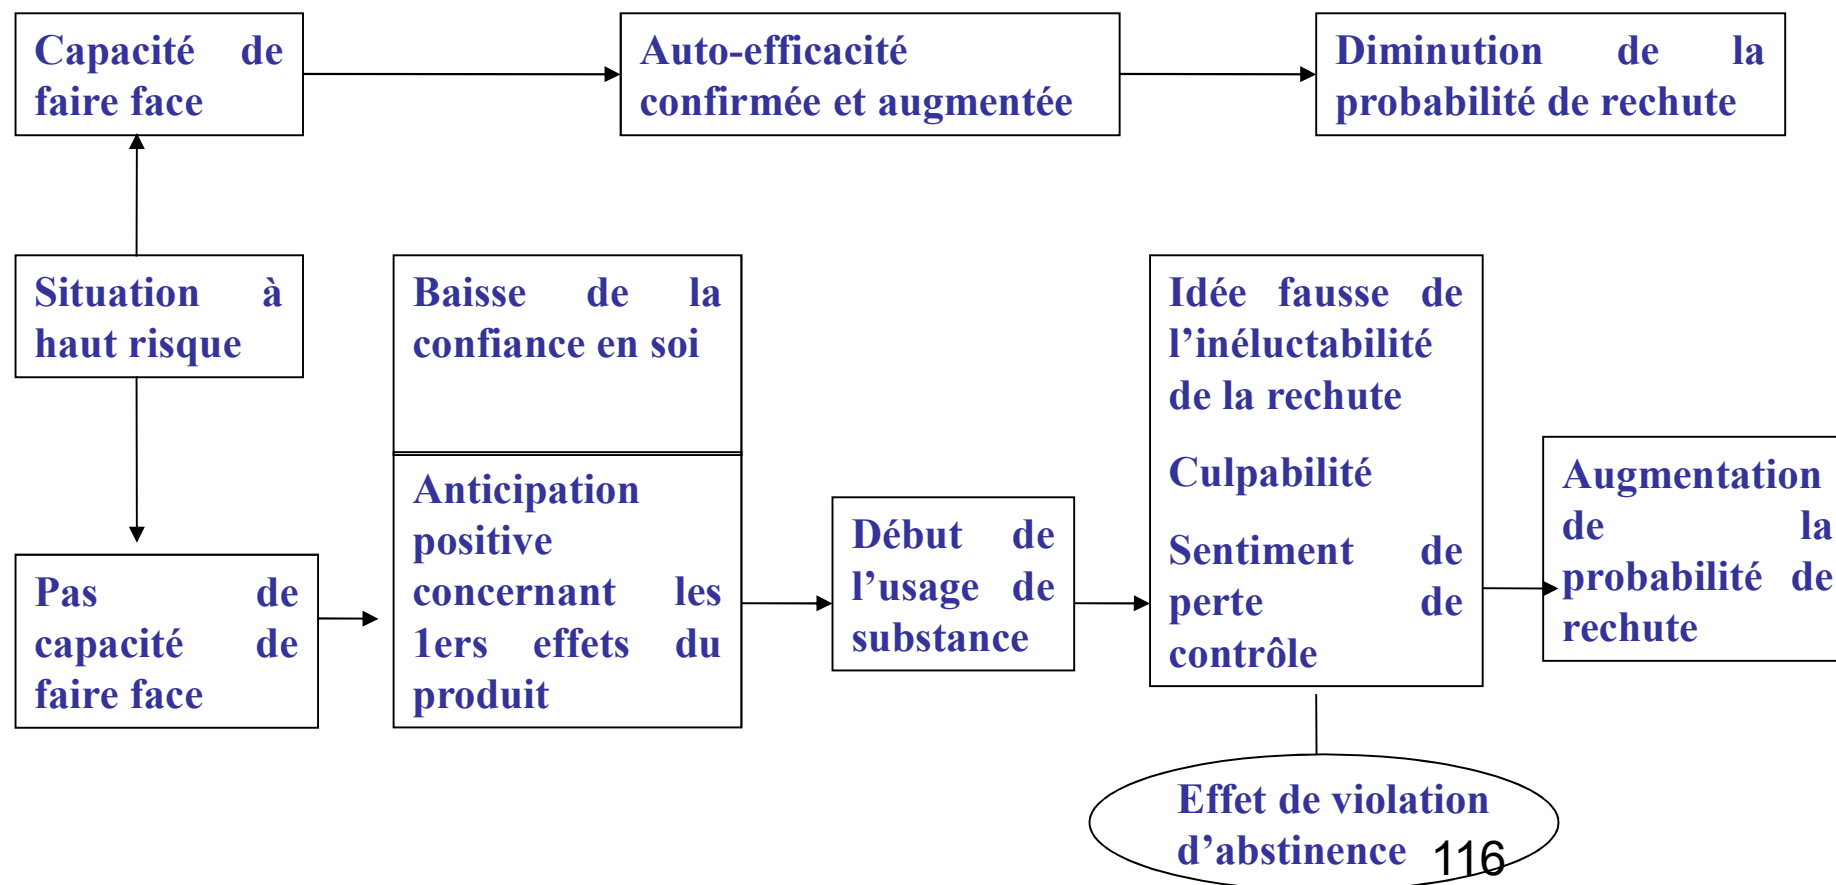 Capacité de
faire face
Auto-efficacité
confirmée et augmentée
Diminution de la
probabilité de rechute
Situation à
haut risque
Baisse de la
confiance en soi
Idée fausse de
l’inéluctabilité
de la rechute
Culpabilité
Sentiment de
perte de
contrôle
Anticipation
positive
concernant les
1ers effets du
produit
Début de
l’usage de
substance
Augmentation
de la
probabilité de
rechute
Pas de
capacité de
faire face
Effet de violation
d’abstinence
116